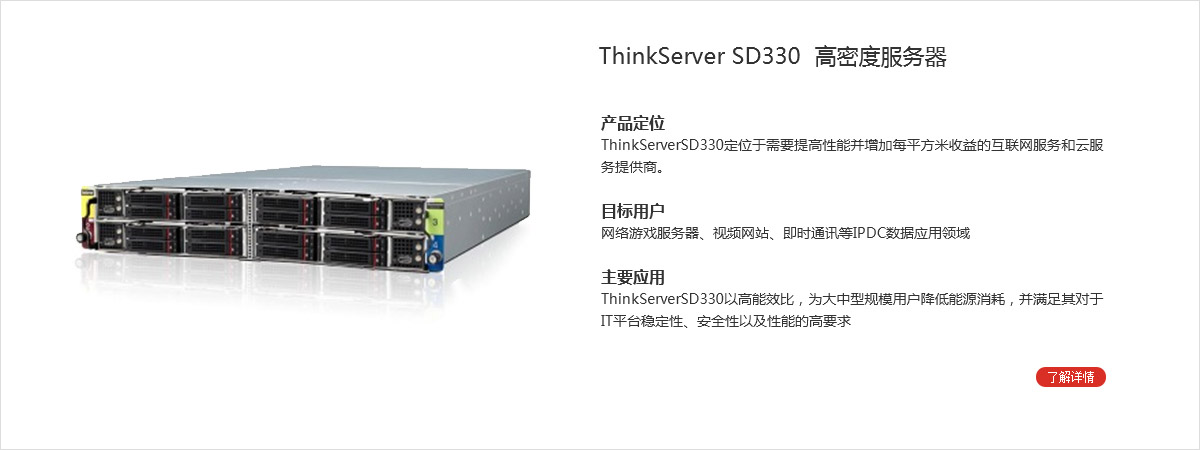 ThinkServer SD330 高密度服务器
产品定位
ThinkServerSD330定位于需要提高性能并增加每平方米收益的互联网服务和云服
务提供商。
目标用户
网络游戏服务器、视频网站、即时通讯等IPDC数据应用领域
主要应用
ThinkServerSD330以高能效比，为大中型规模用户降低能源消耗，并满足其对于
IT平台稳定性、安全性以及性能的高要求
3
4
了解详情